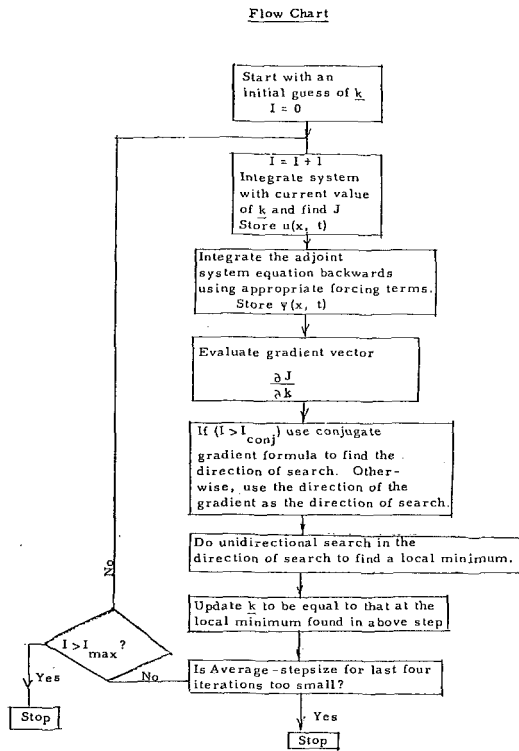 Flow Chart
Start with an
initial guess of k
I = 0
I = I + 1
Integrate system
with current value
of k and find J
Store u(x, t)
Integrate the adjoint
system equation backwards
using appropriate forcing terms.
Store γ(x, t)
Evaluate gradient vector
∂J
∂k
If (I > I conj) use conjugate
gradient formula to find the
direction of search. Other-
wise, use the direction of the
gradient as the direction of search.
Do unidirectional search in the
direction of search to find a local minimum.
Update k to be equal to that at the
local minimum found in above step
Is Average-stepsize for last four
iterations too small?
Yes
Stop
No
I > I max ?
No
Yes
Stop